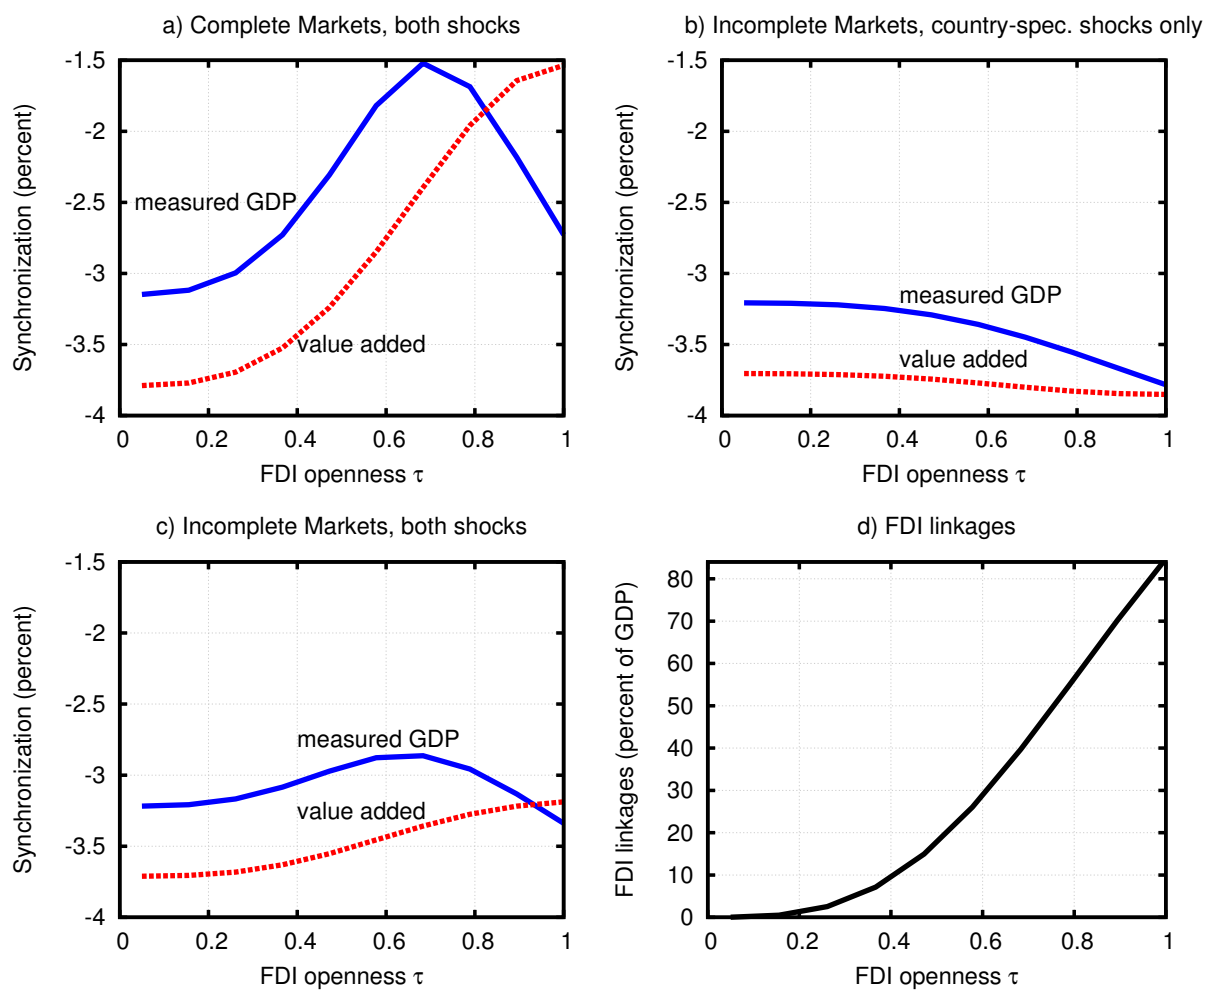 a) Complete Markets, both shocks
Synchronization (percent)
-1.5
-2
-2.5
-3
-3.5
-4
measured GDP
value added
0 0.2 0.4 0.6 0.8 1
FDI openness τ
b) Incomplete Markets, country-spec. shocks only
Synchronization (percent)
-1.5
-2
-2.5
-3
-3.5
-4
measured GDP
value added
0 0.2 0.4 0.6 0.8 1
FDI openness τ
c) Incomplete Markets, both shocks
Synchronization (percent)
-1.5
-2
-2.5
-3
-3.5
-4
measured GDP
value added
0 0.2 0.4 0.6 0.8 1
FDI openness τ
d) FDI linkages
FDI linkages (percent of GDP)
80
70
60
50
40
30
20
10
0
0 0.2 0.4 0.6 0.8 1
FDI openness τ